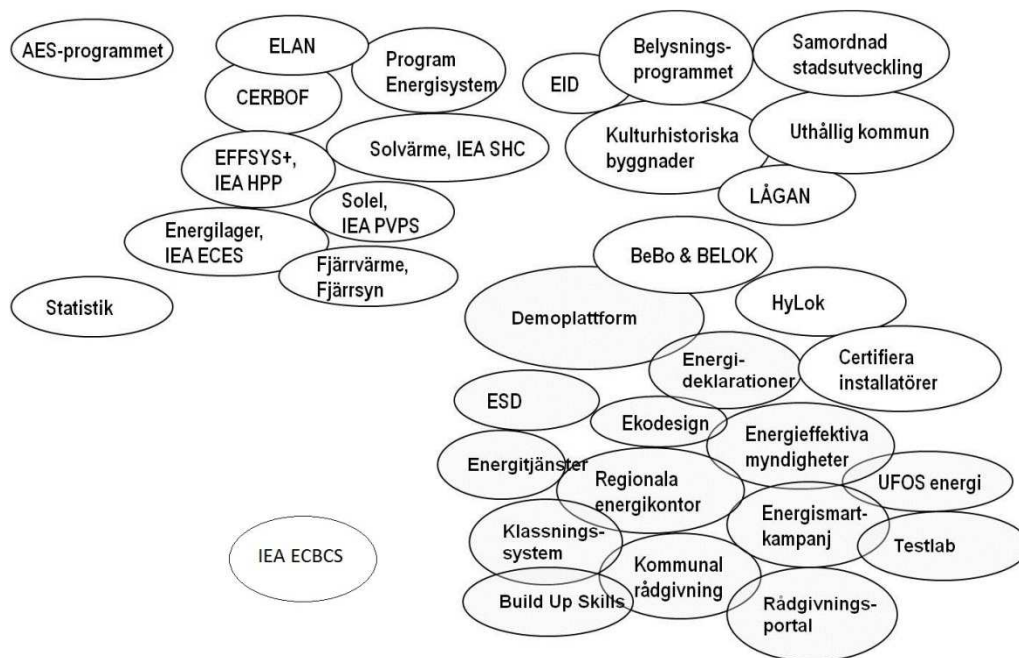 AES-programmet
ELAN
CERBOF
Program
Energisystem
EFFSYS+,
IEA HPP
Solvärme, IEA SHC
Solel,
IEA PVPS
Energilager,
IEA ECES
Fjärrvärme,
Fjärrsyn
Statistik
EID
Belysnings-
programmet
Samordnad
stadsutveckling
Kulturhistoriska
byggnader
Uthållig kommun
LÅGAN
BeBo & BELOK
Demoplattform
HyLok
Energi-
deklarationer
Certifiera
installatörer
ESD
Ekodesign
Energieffektiva
myndigheter
Energitjänster
Regionala
energikontor
UFOS energi
Klassnings-
system
Energismart-
kampanj
Testlab
IEA ECBCS
Kommunal
rådgivning
Build Up Skills
Rådgivnings-
portal